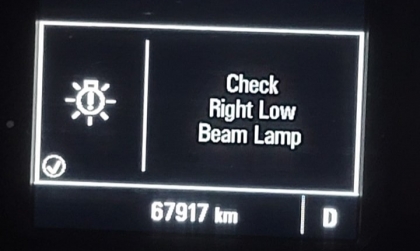 Check
Right Low
Beam Lamp
67917 km D